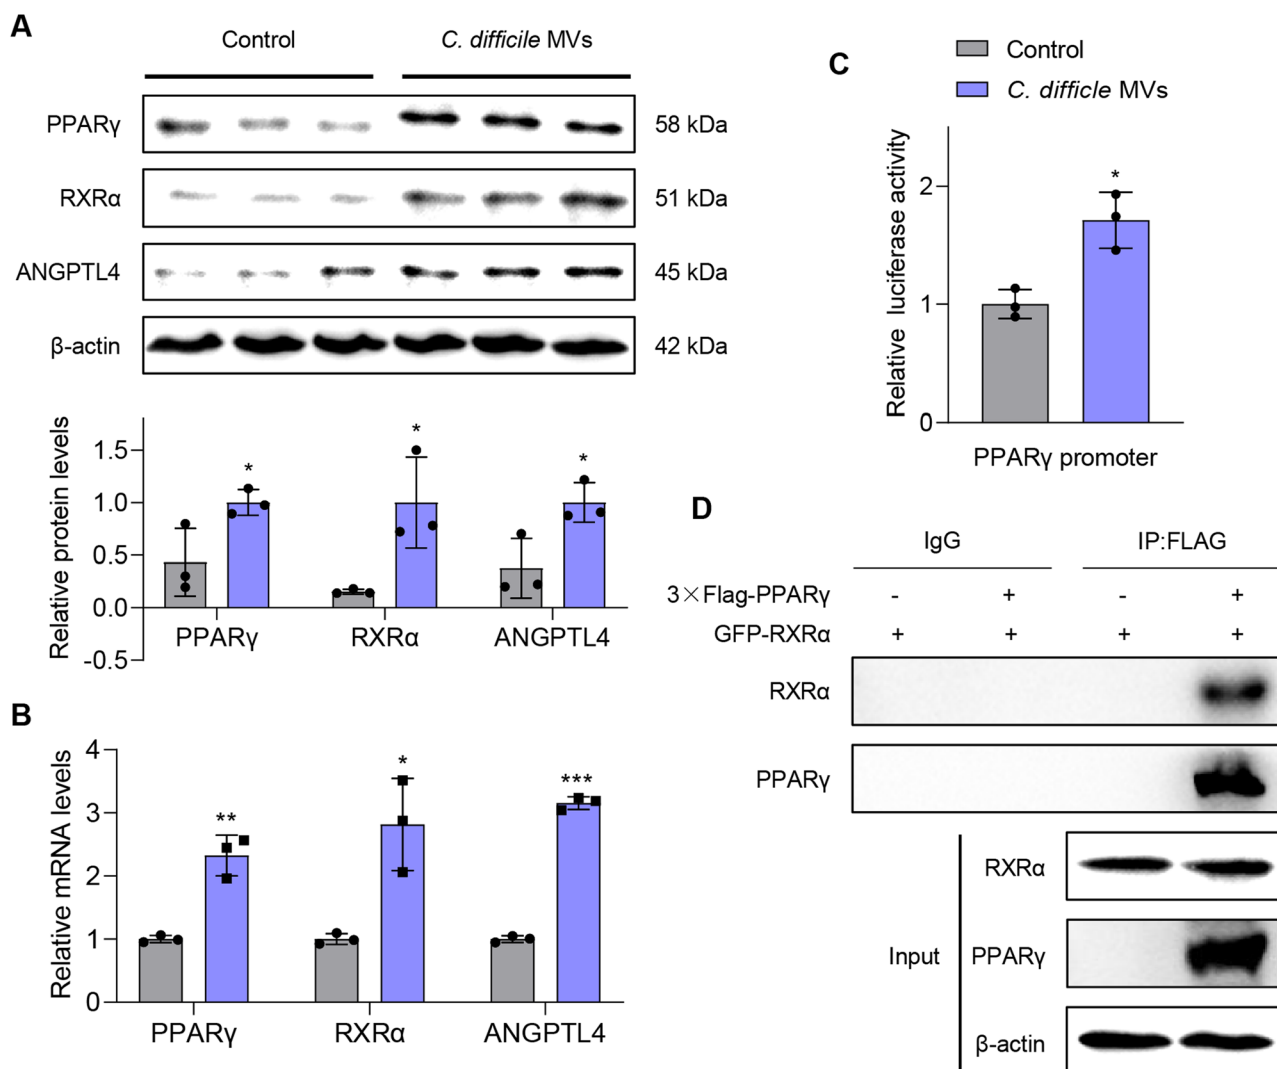 A
Control
C. difficile MVs
PPARγ
58 kDa
RXRα
51 kDa
ANGPTL4
45 kDa
β-actin
42 kDa
Relative protein levels
1.5
1.0
0.5
0.0
-0.5
*
*
*
PPARγ
RXRα
ANGPTL4
B
Relative mRNA levels
4
3
2
1
0
**
*
***
PPARγ
RXRα
ANGPTL4
C
Control
C. difficle MVs
Relative luciferase activity
2
1
0
*
PPARγ promoter
D
IgG
IP:FLAG
3×Flag-PPARγ - + - +
GFP-RXRα + + + +
RXRα
PPARγ
Input
RXRα
PPARγ
β-actin